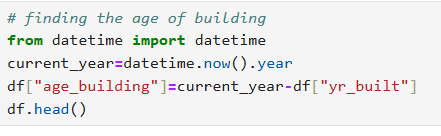 # finding the age of building
from datetime import datetime
current_year=datetime.now().year
df["age_building"]=current_year-df["yr_built"]
df.head()